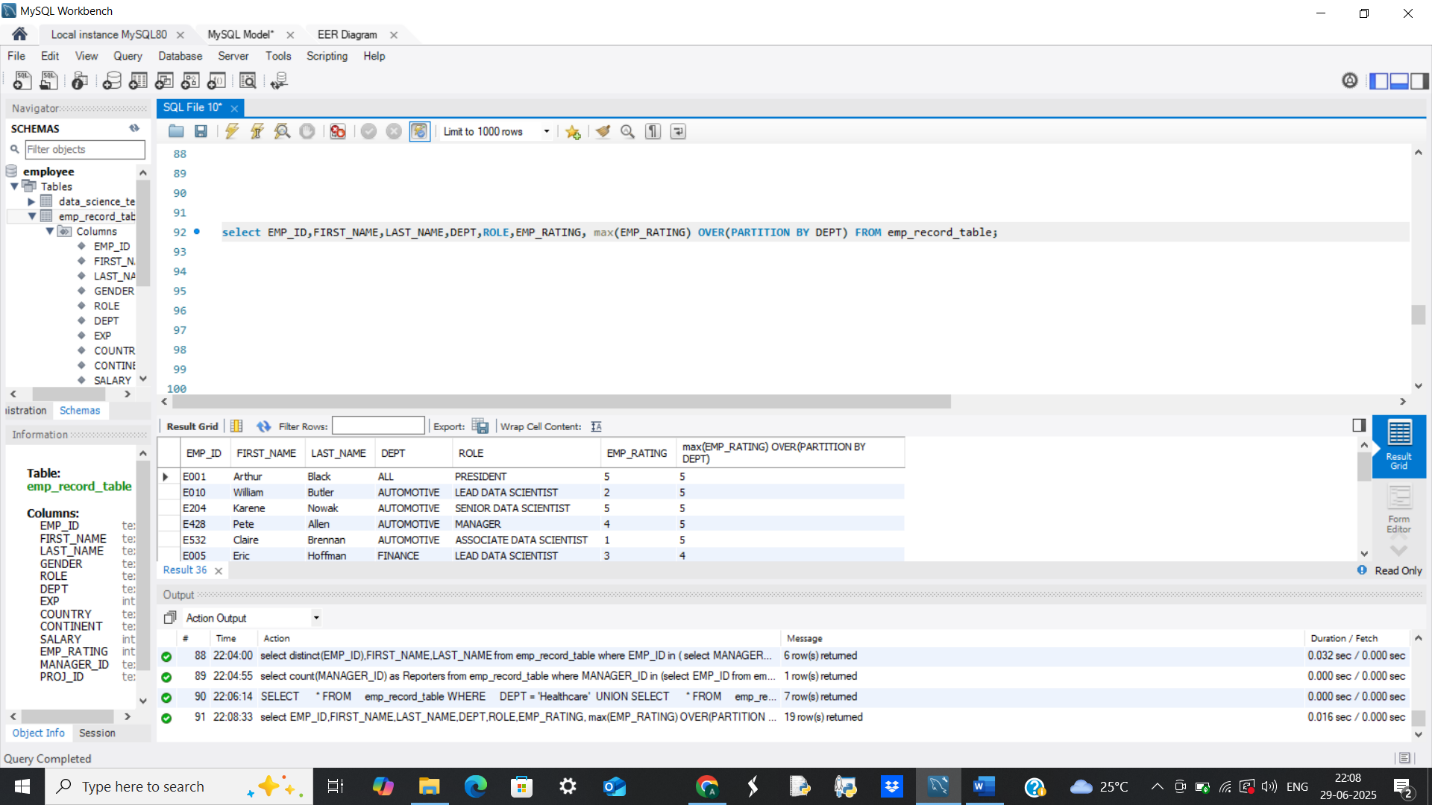 MySQL Workbench
Local instance MySQL80 MySQL Model* EER Diagram
File Edit View Query Database Server Tools Scripting Help
Navigator SQL File 10*
SCHEMAS Limit to 1000 rows
Filter objects
employee
Tables
data_science_te
emp_record_tab
Columns
EMP_ID
FIRST_N
LAST_NA
GENDER
ROLE
DEPT
EXP
COUNTR
CONTINE
SALARY
88
89
90
91
92 select EMP_ID,FIRST_NAME,LAST_NAME,DEPT,ROLE,EMP_RATING, max(EMP_RATING) OVER(PARTITION BY DEPT) FROM emp_record_table;
93
94
95
96
97
98
99
100
istration Schemas
Information
Table:
emp_record_table
Columns:
EMP_ID te
FIRST_NAME te
LAST_NAME te
GENDER te
ROLE te
DEPT te
EXP int
COUNTRY te
CONTINENT te
SALARY int
EMP_RATING int
MANAGER_ID te
PROJ_ID te
Object Info Session
Result Grid Filter Rows: Export: Wrap Cell Content:
EMP_ID FIRST_NAME LAST_NAME DEPT ROLE EMP_RATING max(EMP_RATING) OVER(PARTITION BY
DEPT)
E001 Arthur Black ALL PRESIDENT 5 5
E010 William Butler AUTOMOTIVE LEAD DATA SCIENTIST 2 5
E204 Karene Nowak AUTOMOTIVE SENIOR DATA SCIENTIST 5 5
E428 Pete Allen AUTOMOTIVE MANAGER 4 5
E532 Claire Brennan AUTOMOTIVE ASSOCIATE DATA SCIENTIST 1 5
E005 Eric Hoffman FINANCE LEAD DATA SCIENTIST 3 4
Result
Grid
Form
Editor
Result 36 Read Only
Output
Action Output
# Time Action Message Duration / Fetch
88 22:04:00 select distinct(EMP_ID),FIRST_NAME,LAST_NAME from emp_record_table where EMP_ID in ( select MANAGER... 6 row(s) returned 0.032 sec / 0.000 sec
89 22:04:55 select count(MANAGER_ID) as Reporters from emp_record_table where MANAGER_ID in (select EMP_ID from em... 1 row(s) returned 0.000 sec / 0.000 sec
90 22:06:14 SELECT * FROM emp_record_table WHERE DEPT = 'Healthcare' UNION SELECT * FROM emp_re... 7 row(s) returned 0.000 sec / 0.000 sec
91 22:08:33 select EMP_ID,FIRST_NAME,LAST_NAME,DEPT,ROLE,EMP_RATING, max(EMP_RATING) OVER(PARTITION ... 19 row(s) returned 0.016 sec / 0.000 sec
Query Completed
Type here to search 25°C ENG 22:08
29-06-2025 2